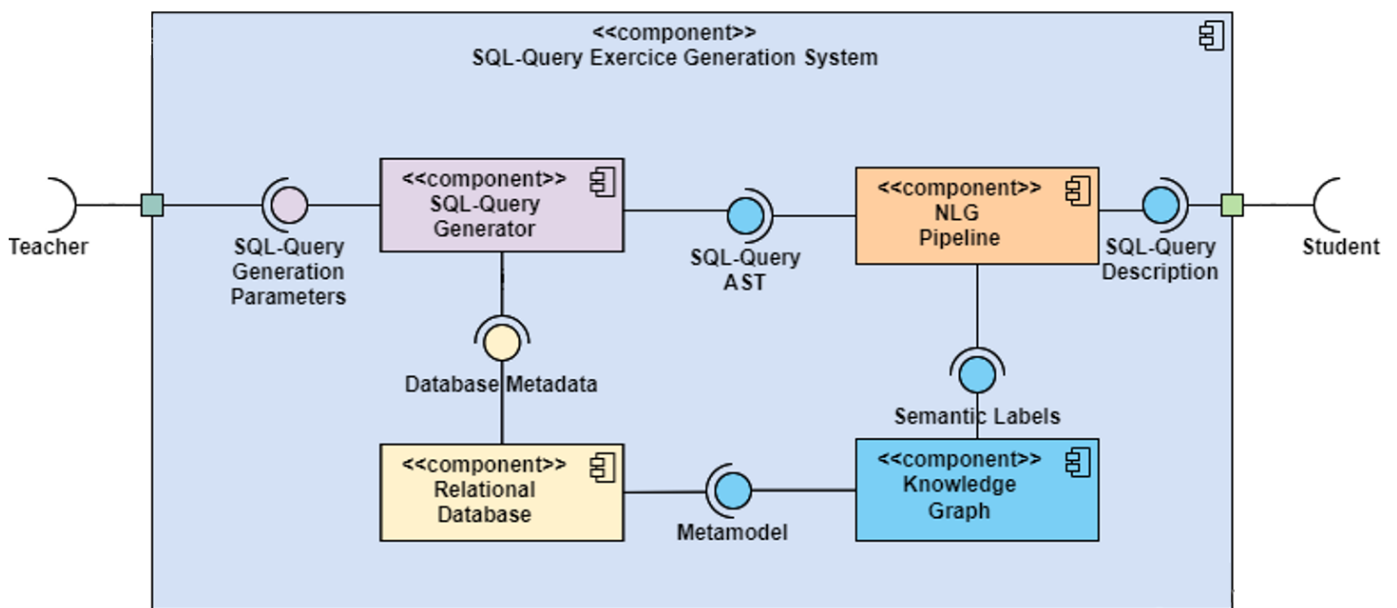 <<component>>
SQL-Query Exercice Generation System
Teacher
SQL-Query
Generation
Parameters
<<component>>
SQL-Query
Generator
SQL-Query
AST
<<component>>
NLG
Pipeline
SQL-Query
Description
Student
Database Metadata
Semantic Labels
<<component>>
Relational
Database
Metamodel
<<component>>
Knowledge
Graph